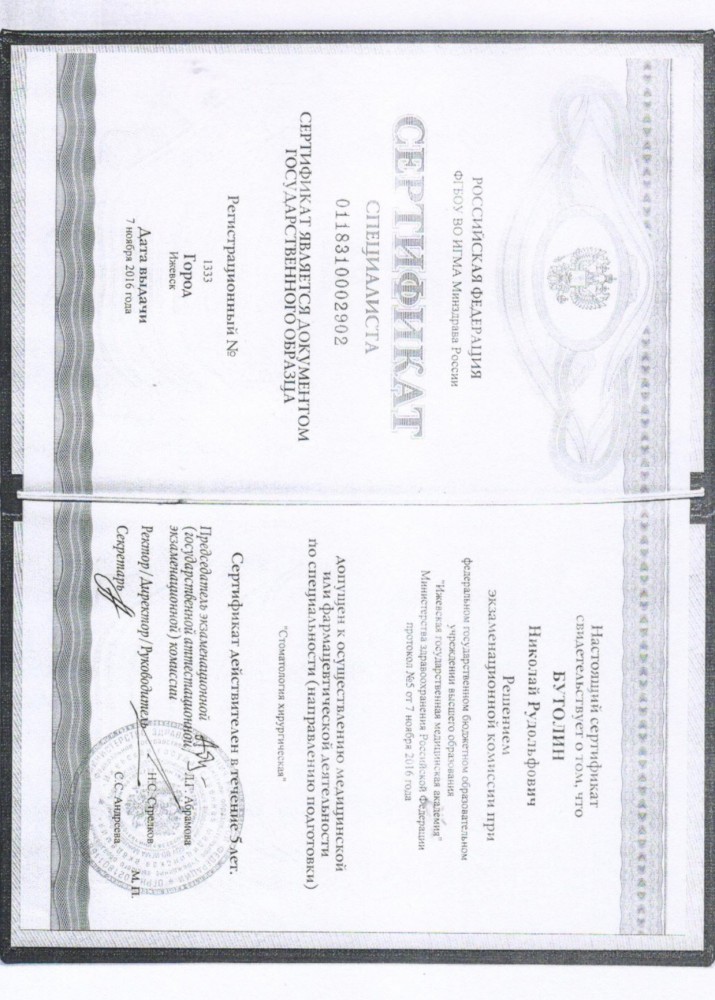 РОССИЙСКАЯ ФЕДЕРАЦИЯ
ФГБОУ ВО ИГМА Минздрава России
СЕРТИФИКАТ
СПЕЦИАЛИСТА
0118310002902
СЕРТИФИКАТ ЯВЛЯЕТСЯ ДОКУМЕНТОМ
ГОСУДАРСТВЕННОГО ОБРАЗЦА
Регистрационный №
1333
Город
Ижевск
Дата выдачи
7 ноября 2016 года
Настоящий сертификат
свидетельствует о том, что
БУТОЛИН
Николай Рудольфович
Решением
экзаменационной комиссии при
федеральном государственном бюджетном образовательном
учреждении высшего образования
"Ижевская государственная медицинская академия"
Министерства здравоохранения Российской Федерации
протокол №5 от 7 ноября 2016 года
допущен к осуществлению медицинской
или фармацевтической деятельности
по специальности (направлению подготовки)
"Стоматология хирургическая"
Сертификат действителен в течение 5 лет.
Председатель экзаменационной
(государственной аттестационной,
экзаменационной) комиссии Л.Г. Абрамова
Ректор/Директор/Руководитель Н.С. Стрелков
Секретарь С.С. Андреева
М.П.